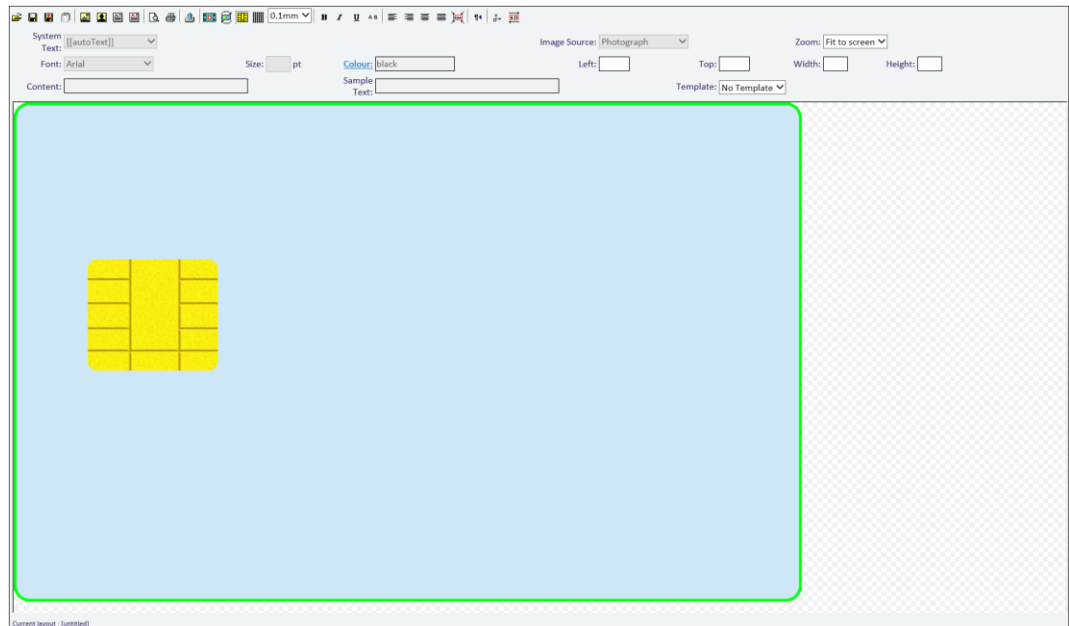 0.1mm B I U A B
System Text: [[autoText]] Image Source: Photograph Zoom: Fit to screen
Font: Arial Size: pt Colour: black Left: Top: Width: Height:
Content: Sample Text: Template: No Template
Current layout : [untitled]